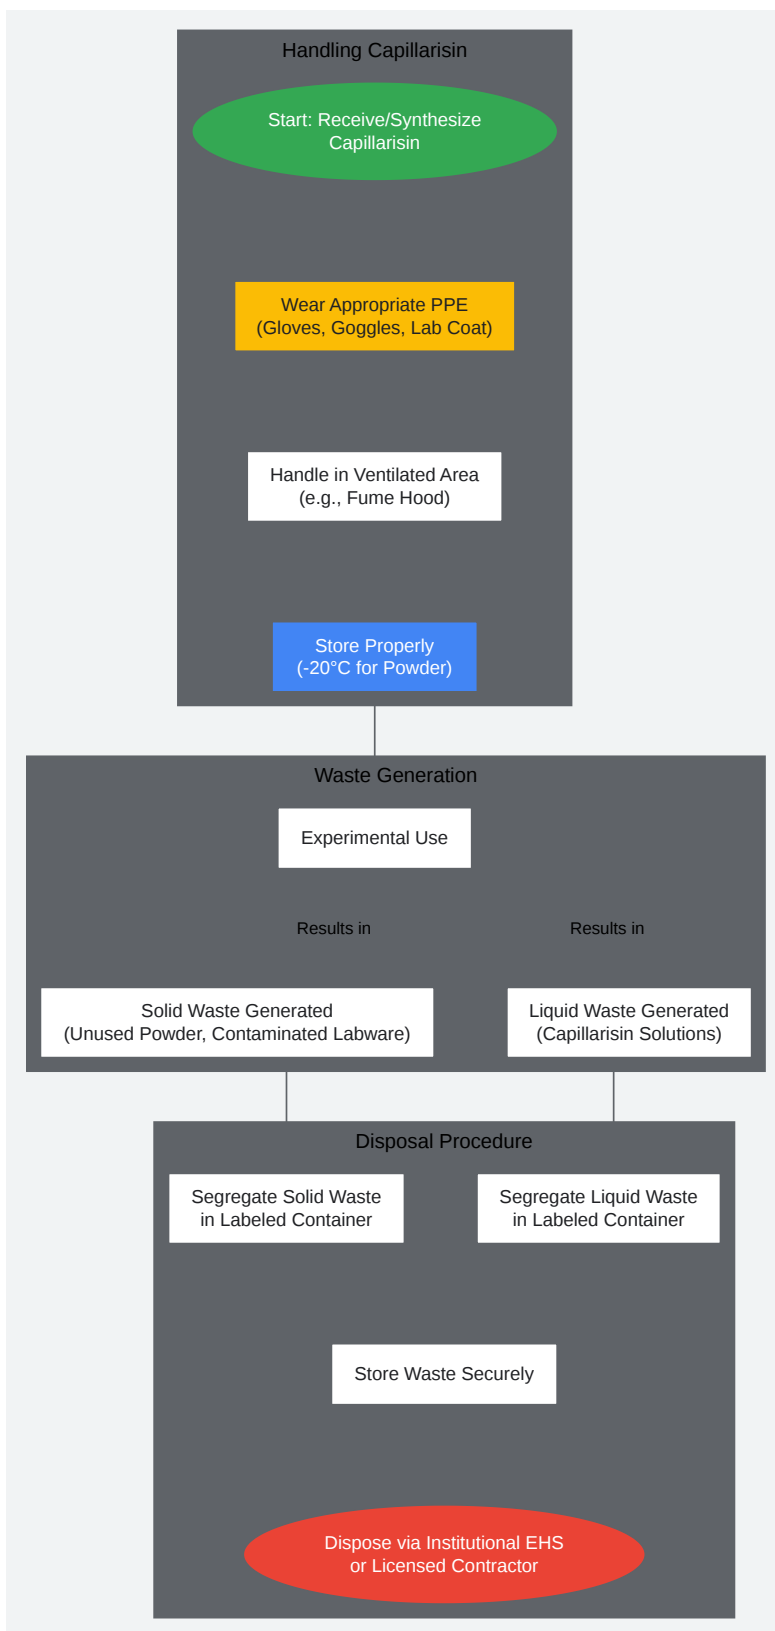 Handling Capillarisin
Start: Receive/Synthesize
Capillarisin
Wear Appropriate PPE
(Gloves, Goggles, Lab Coat)
Handle in Ventilated Area
(e.g., Fume Hood)
Store Properly
(-20°C for Powder)
Waste Generation
Experimental Use
Results in
Results in
Solid Waste Generated
(Unused Powder, Contaminated Labware)
Liquid Waste Generated
(Capillarisin Solutions)
Disposal Procedure
Segregate Solid Waste
in Labeled Container
Segregate Liquid Waste
in Labeled Container
Store Waste Securely
Dispose via Institutional EHS
or Licensed Contractor